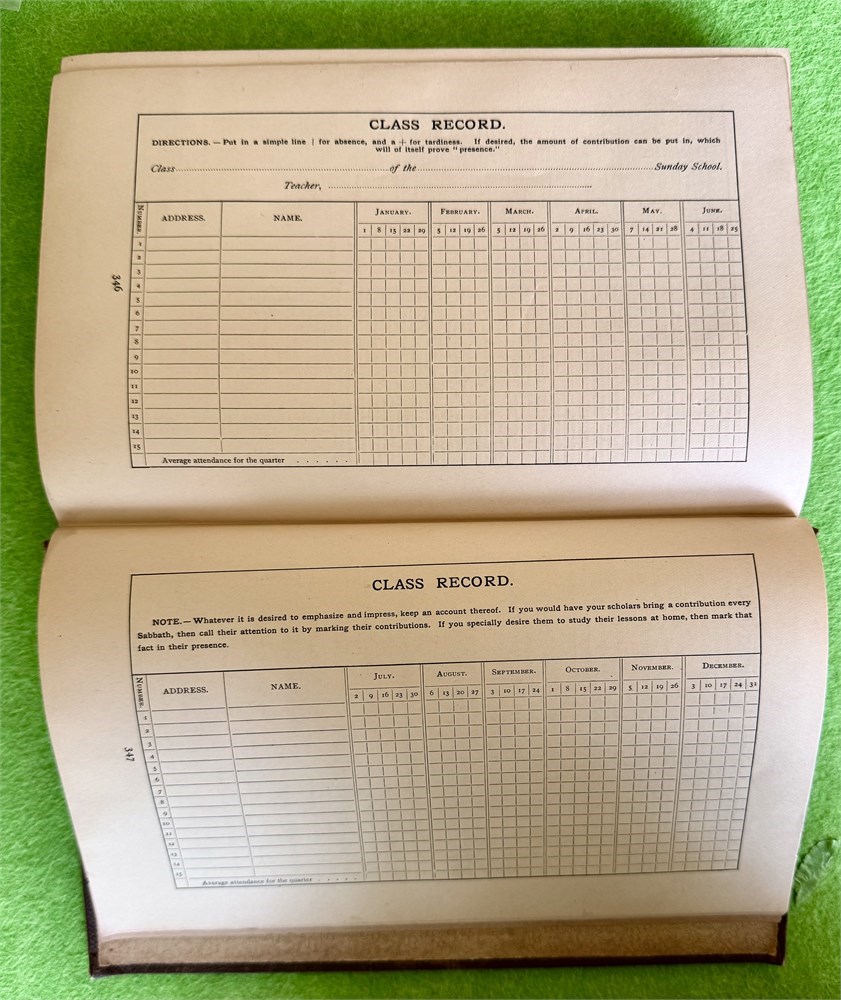 CLASS RECORD.
DIRECTIONS. — Put in a simple line | for absence, and a + for tardiness. If desired, the amount of contribution can be put in, which
will of itself prove "presence."
Class of the Sunday School.
Teacher,
NUMBER. ADDRESS. NAME. JANUARY. FEBRUARY. MARCH. APRIL. MAY. JUNE.
1 8 15 22 29 5 12 19 26 5 12 19 26 2 9 16 23 30 7 14 21 28 4 11 18 25
1
2
3
4
5
6
7
8
9
10
11
12
13
14
15
Average attendance for the quarter . . . . . .
346
CLASS RECORD.
NOTE. — Whatever it is desired to emphasize and impress, keep an account thereof. If you would have your scholars bring a contribution every
Sabbath, then call their attention to it by marking their contributions. If you specially desire them to study their lessons at home, then mark that
fact in their presence.
NUMBER. ADDRESS. NAME. JULY. AUGUST. SEPTEMBER. OCTOBER. NOVEMBER. DECEMBER.
2 9 16 23 30 6 13 20 27 3 10 17 24 1 8 15 22 29 5 12 19 26 3 10 17 24 31
1
2
3
4
5
6
7
8
9
10
11
12
13
14
15
Average attendance for the quarter . . . . .
347